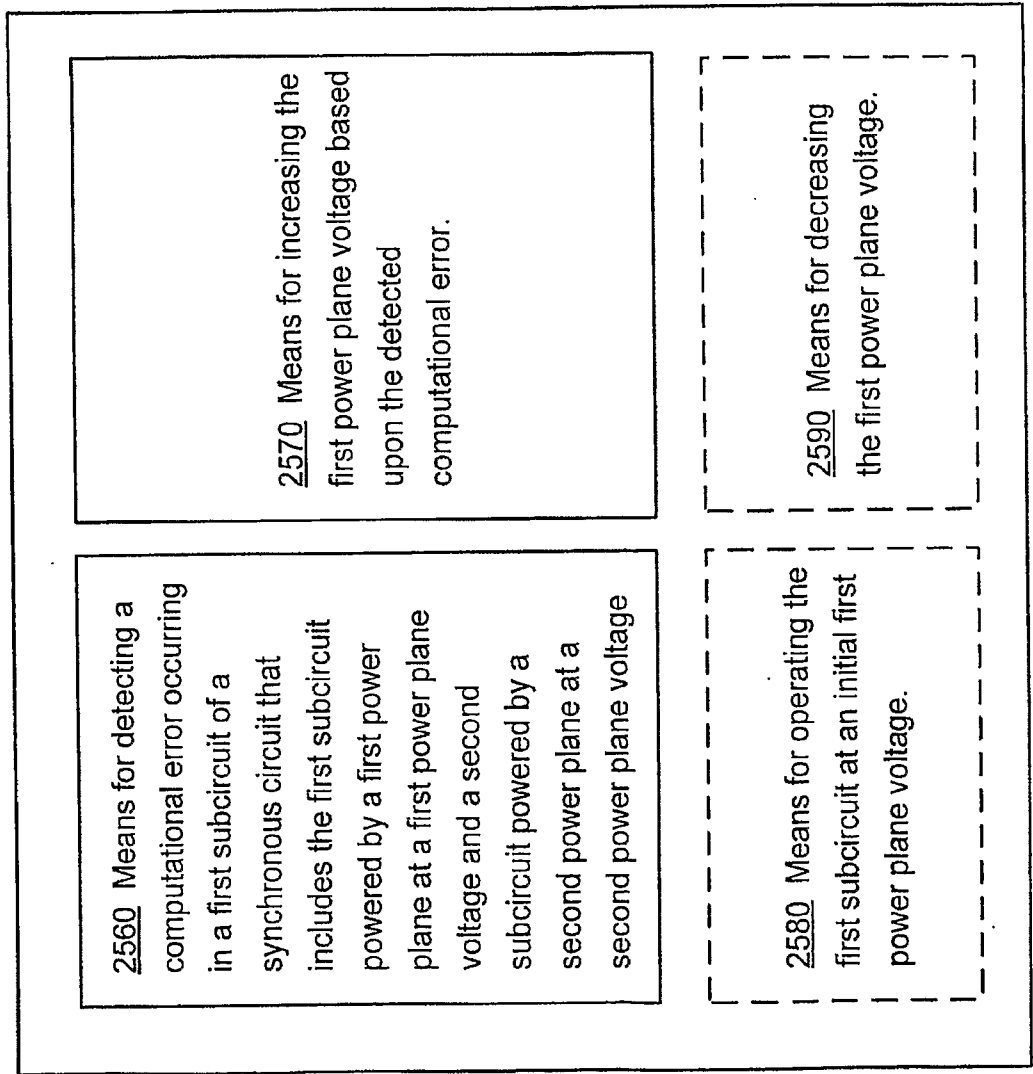 2560 Means for detecting a
computational error occurring
in a first subcircuit of a
synchronous circuit that
includes the first subcircuit
powered by a first power
plane at a first power plane
voltage and a second
subcircuit powered by a
second power plane at a
second power plane voltage
2570 Means for increasing the
first power plane voltage based
upon the detected
computational error.
2580 Means for operating the
first subcircuit at an initial first
power plane voltage.
2590 Means for decreasing
the first power plane voltage.